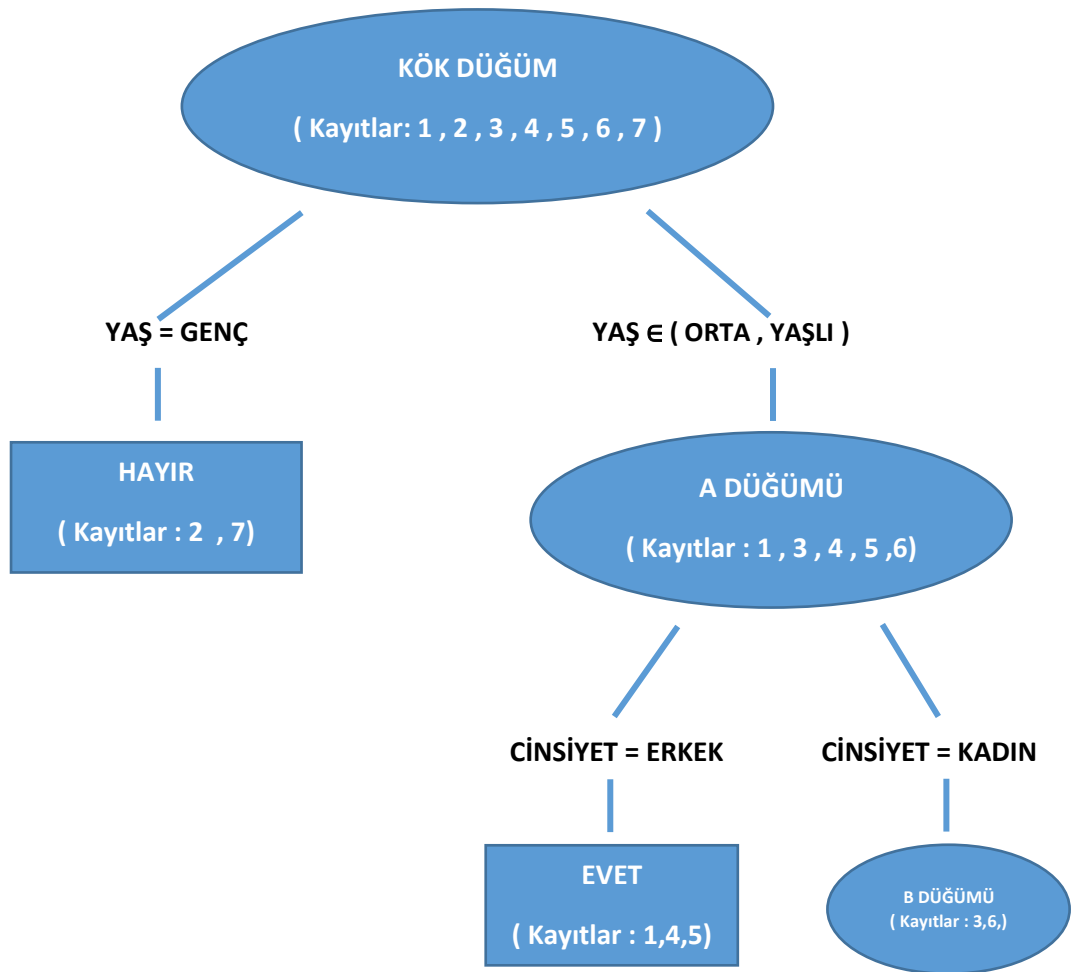 KÖK DÜĞÜM
( Kayıtlar: 1 , 2 , 3 , 4 , 5 , 6 , 7 )
YAŞ = GENÇ
YAŞ ∈ ( ORTA , YAŞLI )
HAYIR
( Kayıtlar : 2 , 7)
A DÜĞÜMÜ
( Kayıtlar : 1 , 3 , 4 , 5 ,6)
CİNSİYET = ERKEK
CİNSİYET = KADIN
EVET
( Kayıtlar : 1,4,5)
B DÜĞÜMÜ
( Kayıtlar : 3,6,)